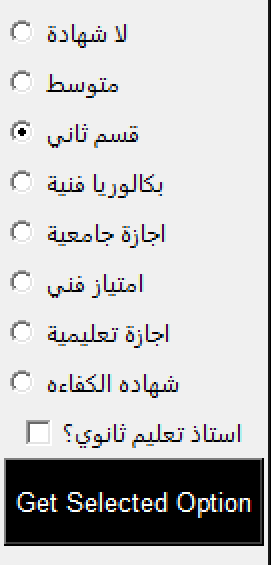 لا شهادة
متوسط
قسم ثاني
بكالوريا فنية
اجازة جامعية
امتياز فني
اجازة تعليمية
شهاده الكفاءه
استاذ تعليم ثانوي؟
Get Selected Option